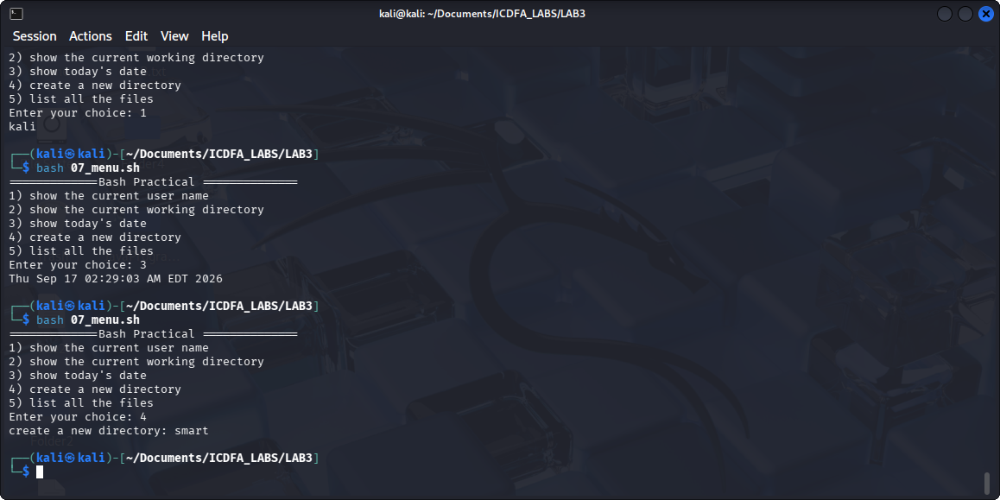 kali@kali: ~/Documents/ICDFA_LABS/LAB3
Session Actions Edit View Help
2) show the current working directory
3) show today's date
4) create a new directory
5) list all the files
Enter your choice: 1
kali
┌──(kali㉿kali)-[~/Documents/ICDFA_LABS/LAB3]
└─$ bash 07_menu.sh
=============Bash Practical ==============
1) show the current user name
2) show the current working directory
3) show today's date
4) create a new directory
5) list all the files
Enter your choice: 3
Thu Sep 17 02:29:03 AM EDT 2026
┌──(kali㉿kali)-[~/Documents/ICDFA_LABS/LAB3]
└─$ bash 07_menu.sh
=============Bash Practical ==============
1) show the current user name
2) show the current working directory
3) show today's date
4) create a new directory
5) list all the files
Enter your choice: 4
create a new directory: smart
Folder2
┌──(kali㉿kali)-[~/Documents/ICDFA_LABS/LAB3]
└─$